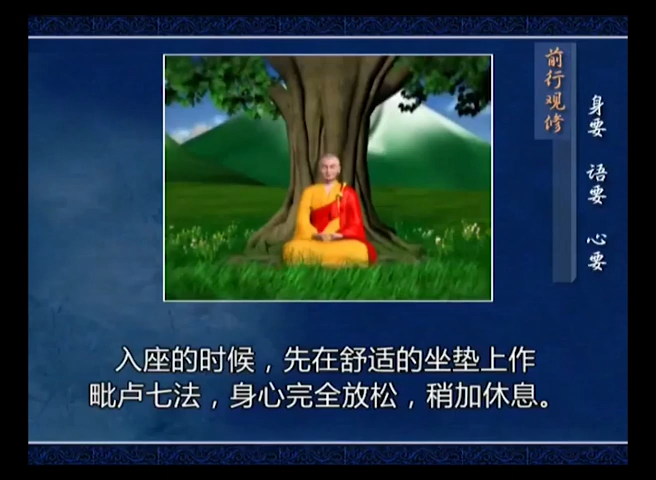 前行观修
身要 语要 心要
入座的时候，先在舒适的坐垫上作
毗卢七法，身心完全放松，稍加休息。